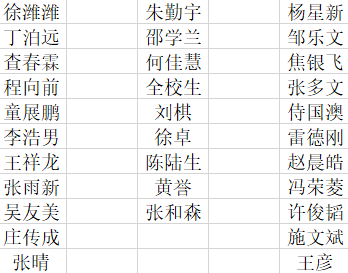 徐潍潍 朱勤宇 杨星新
丁泊远 邵学兰 邹乐文
查春霖 何佳慧 焦银飞
程向前 全校生 张多文
童展鹏 刘棋 侍国澳
李浩男 徐卓 雷德刚
王祥龙 陈陆生 赵晨皓
张雨新 黄誉 冯荣菱
吴友美 张和森 许俊韬
庄传成 施文斌
张晴 王彦